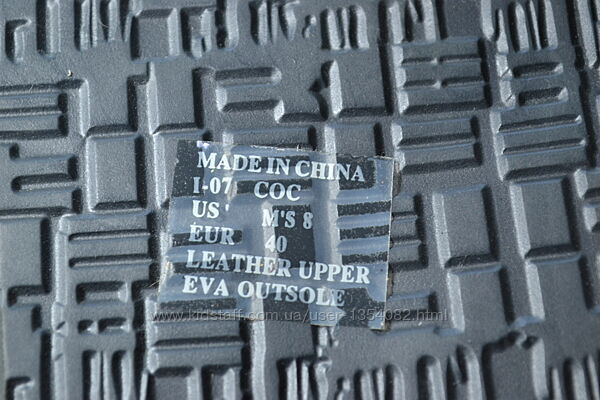 MADE IN CHINA
I-07 COC
US' M'S 8
EUR 40
LEATHER UPPER
EVA OUTSOLE
www.kidstaff.com.ua/user-1354082.html